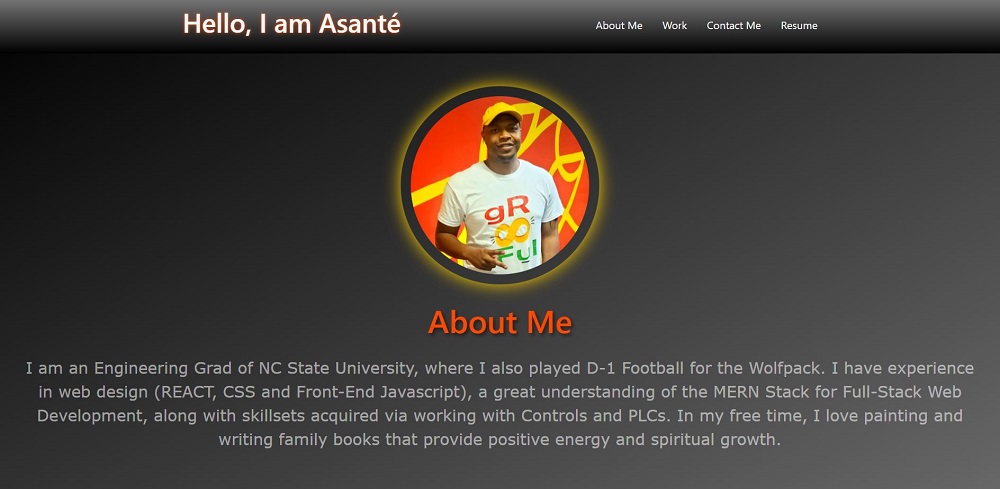 Hello, I am Asanté
About Me Work Contact Me Resume
gR
Ful
About Me
I am an Engineering Grad of NC State University, where I also played D-1 Football for the Wolfpack. I have experience
in web design (REACT, CSS and Front-End Javascript), a great understanding of the MERN Stack for Full-Stack Web
Development, along with skillsets acquired via working with Controls and PLCs. In my free time, I love painting and
writing family books that provide positive energy and spiritual growth.